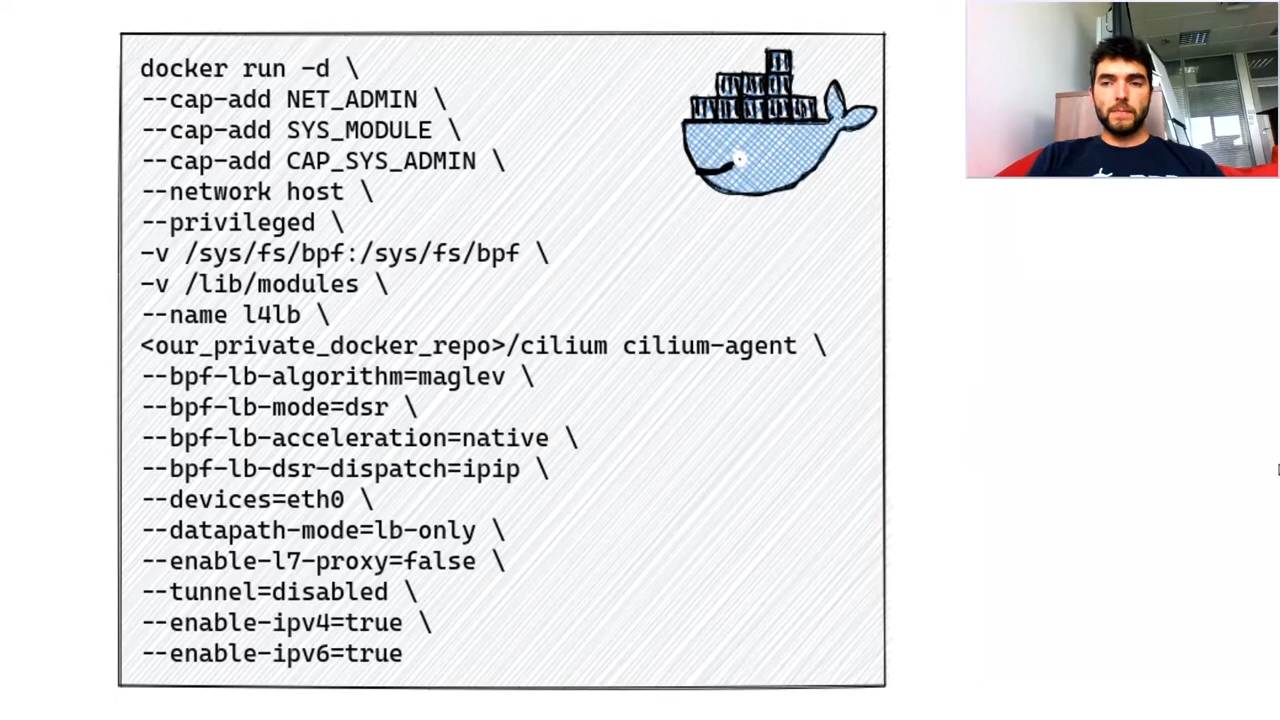 docker run -d \
--cap-add NET_ADMIN \
--cap-add SYS_MODULE \
--cap-add CAP_SYS_ADMIN \
--network host \
--privileged \
-v /sys/fs/bpf:/sys/fs/bpf \
-v /lib/modules \
--name l4lb \
<our_private_docker_repo>/cilium cilium-agent \
--bpf-lb-algorithm=maglev \
--bpf-lb-mode=dsr \
--bpf-lb-acceleration=native \
--bpf-lb-dsr-dispatch=ipip \
--devices=eth0 \
--datapath-mode=lb-only \
--enable-l7-proxy=false \
--tunnel=disabled \
--enable-ipv4=true \
--enable-ipv6=true